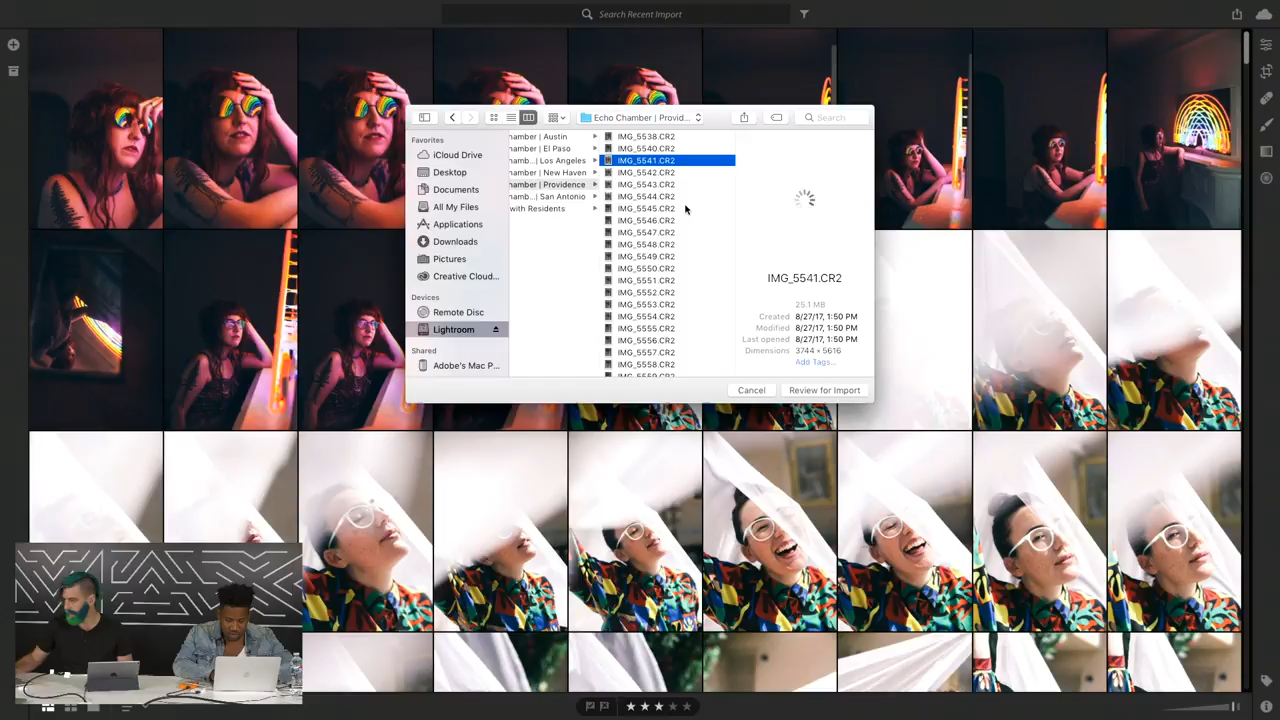 Search Recent Import
Echo Chamber | Provid...
Search
Favorites
iCloud Drive
Desktop
Documents
All My Files
Applications
Downloads
Pictures
Creative Cloud...
Devices
Remote Disc
Lightroom
Shared
Adobe's Mac P...
hamber | Austin
hamber | El Paso
hamb...| Los Angeles
hamber | New Haven
hamber | Providence
hamb...| San Antonio
with Residents
IMG_5538.CR2
IMG_5540.CR2
IMG_5541.CR2
IMG_5542.CR2
IMG_5543.CR2
IMG_5544.CR2
IMG_5545.CR2
IMG_5546.CR2
IMG_5547.CR2
IMG_5548.CR2
IMG_5549.CR2
IMG_5550.CR2
IMG_5551.CR2
IMG_5552.CR2
IMG_5553.CR2
IMG_5554.CR2
IMG_5555.CR2
IMG_5556.CR2
IMG_5557.CR2
IMG_5558.CR2
IMG_5559.CR2
IMG_5541.CR2
25.1 MB
Created 8/27/17, 1:50 PM
Modified 8/27/17, 1:50 PM
Last opened 8/27/17, 1:50 PM
Dimensions 3744 × 5616
Add Tags...
Cancel
Review for Import